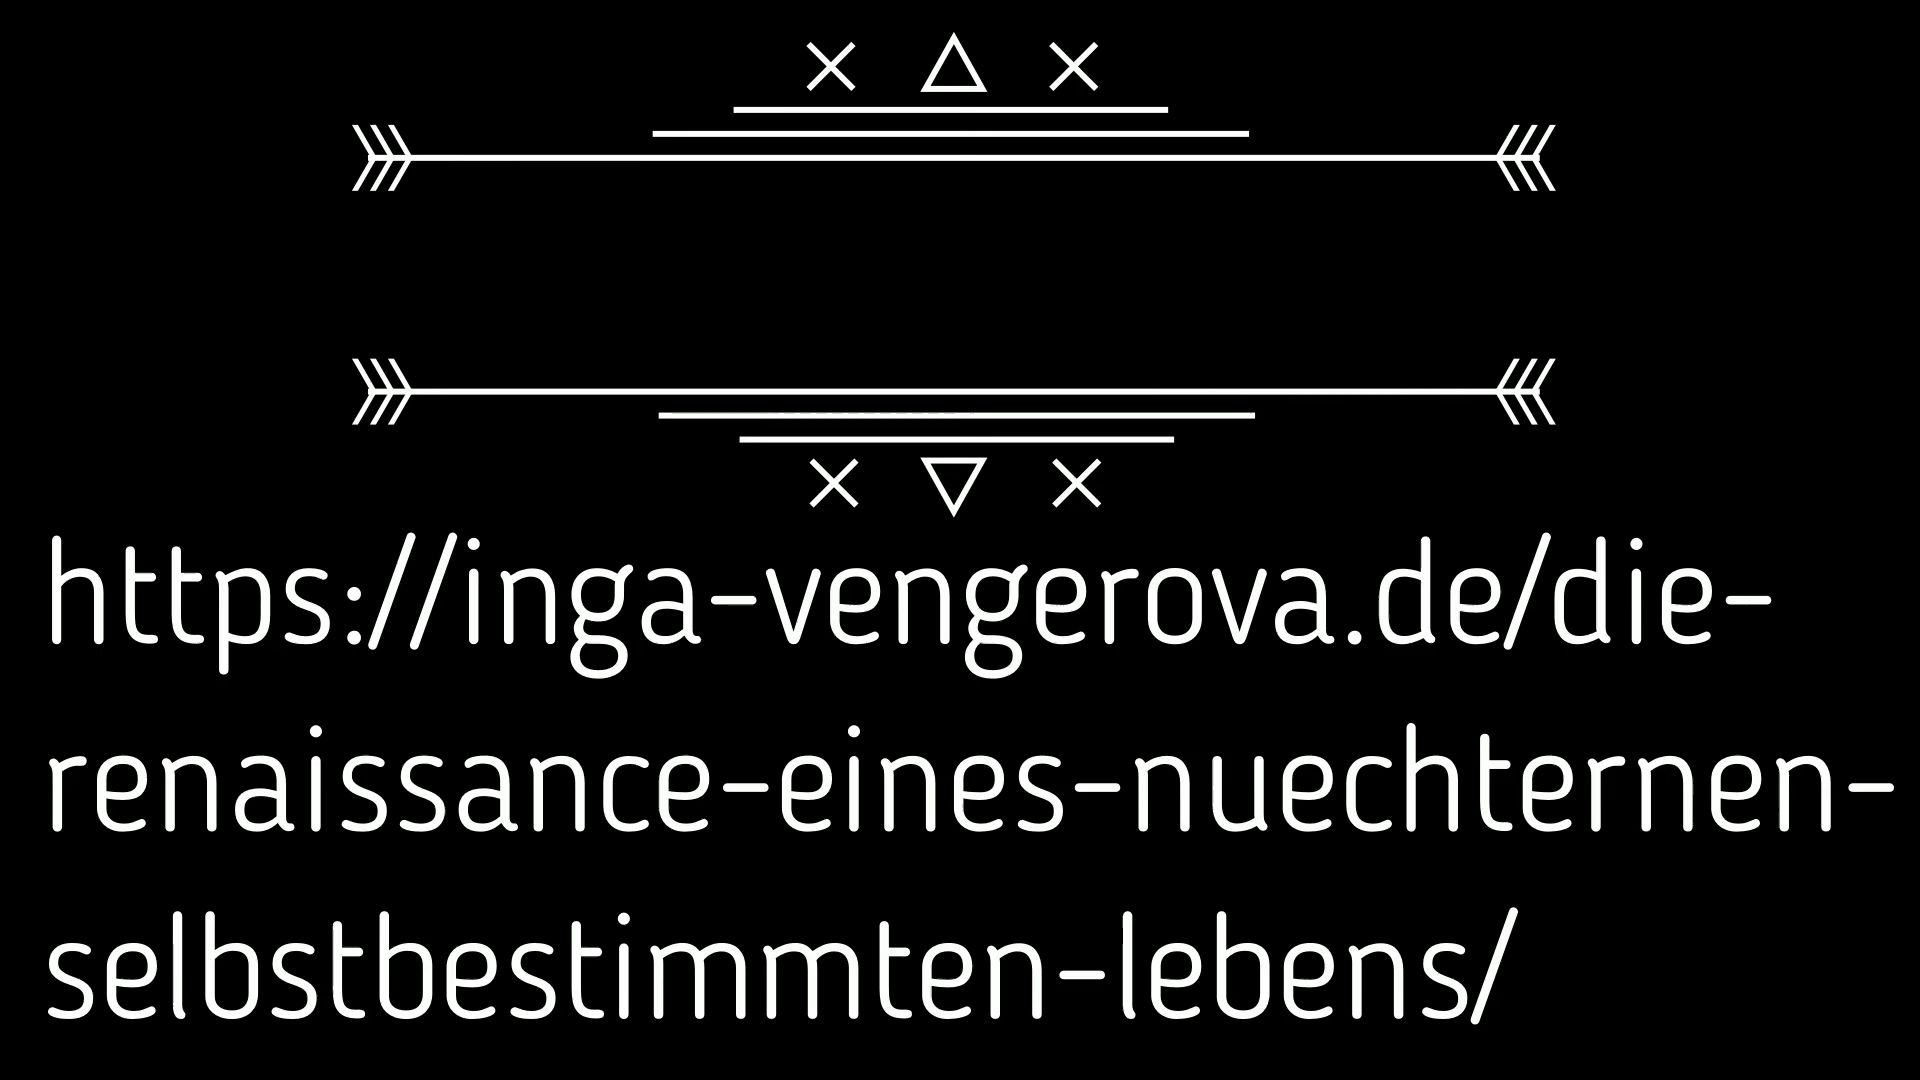 https://inga-vengerova.de/die-
renaissance-eines-nuechternen-
selbstbestimmten-lebens/